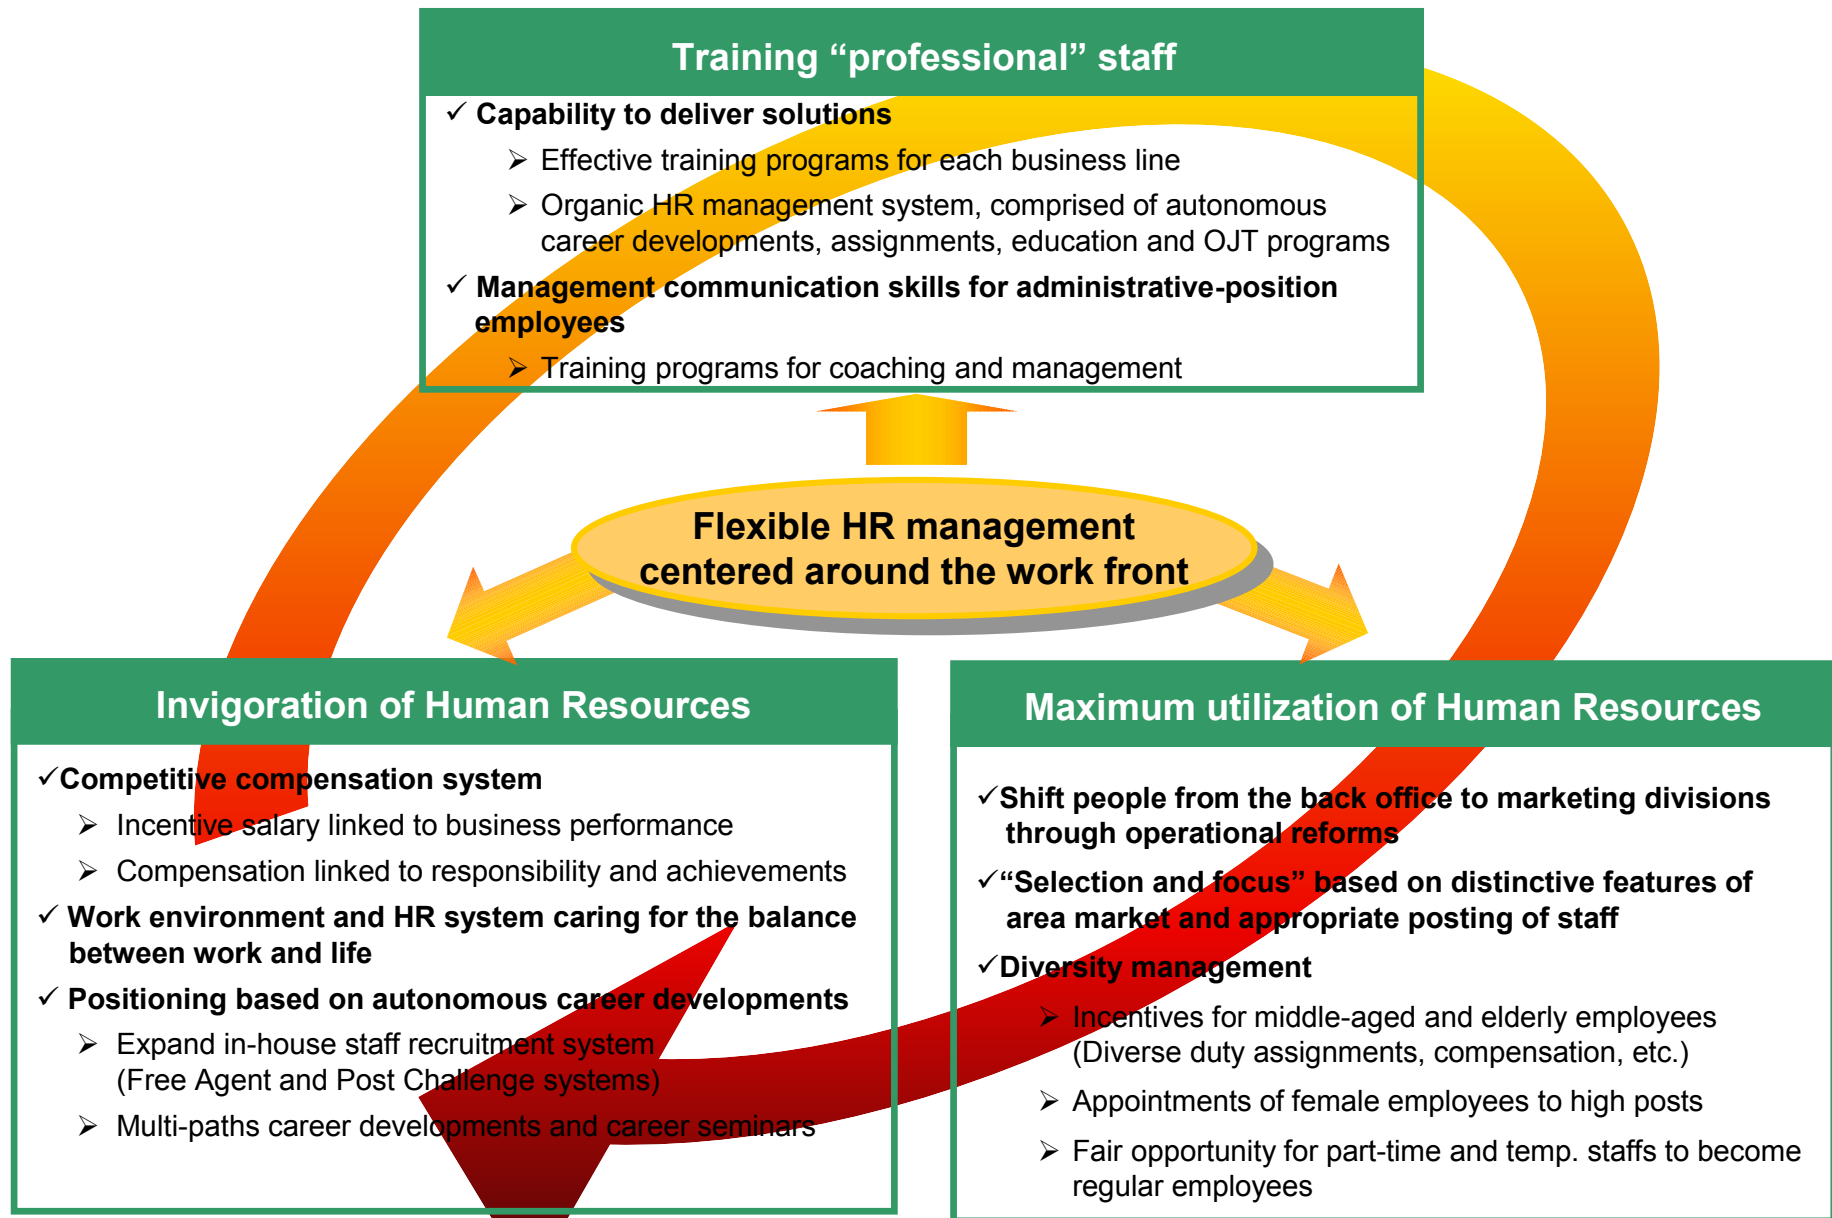 Training “professional” staff
✓ Capability to deliver solutions
➢ Effective training programs for each business line
➢ Organic HR management system, comprised of autonomous
career developments, assignments, education and OJT programs
✓ Management communication skills for administrative-position
employees
➢ Training programs for coaching and management
Flexible HR management
centered around the work front
Invigoration of Human Resources
✓Competitive compensation system
➢ Incentive salary linked to business performance
➢ Compensation linked to responsibility and achievements
✓ Work environment and HR system caring for the balance
between work and life
✓ Positioning based on autonomous career developments
➢ Expand in-house staff recruitment system
(Free Agent and Post Challenge systems)
➢ Multi-paths career developments and career seminars
Maximum utilization of Human Resources
✓Shift people from the back office to marketing divisions
through operational reforms
✓“Selection and focus” based on distinctive features of
area market and appropriate posting of staff
✓Diversity management
➢ Incentives for middle-aged and elderly employees
(Diverse duty assignments, compensation, etc.)
➢ Appointments of female employees to high posts
➢ Fair opportunity for part-time and temp. staffs to become
regular employees